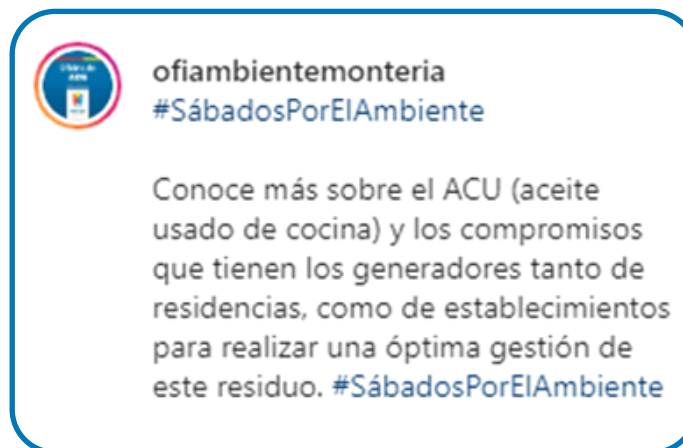 ofiambientemonteria
#SábadosPorElAmbiente
Conoce más sobre el ACU (aceite
usado de cocina) y los compromisos
que tienen los generadores tanto de
residencias, como de establecimientos
para realizar una óptima gestión de
este residuo. #SábadosPorElAmbiente